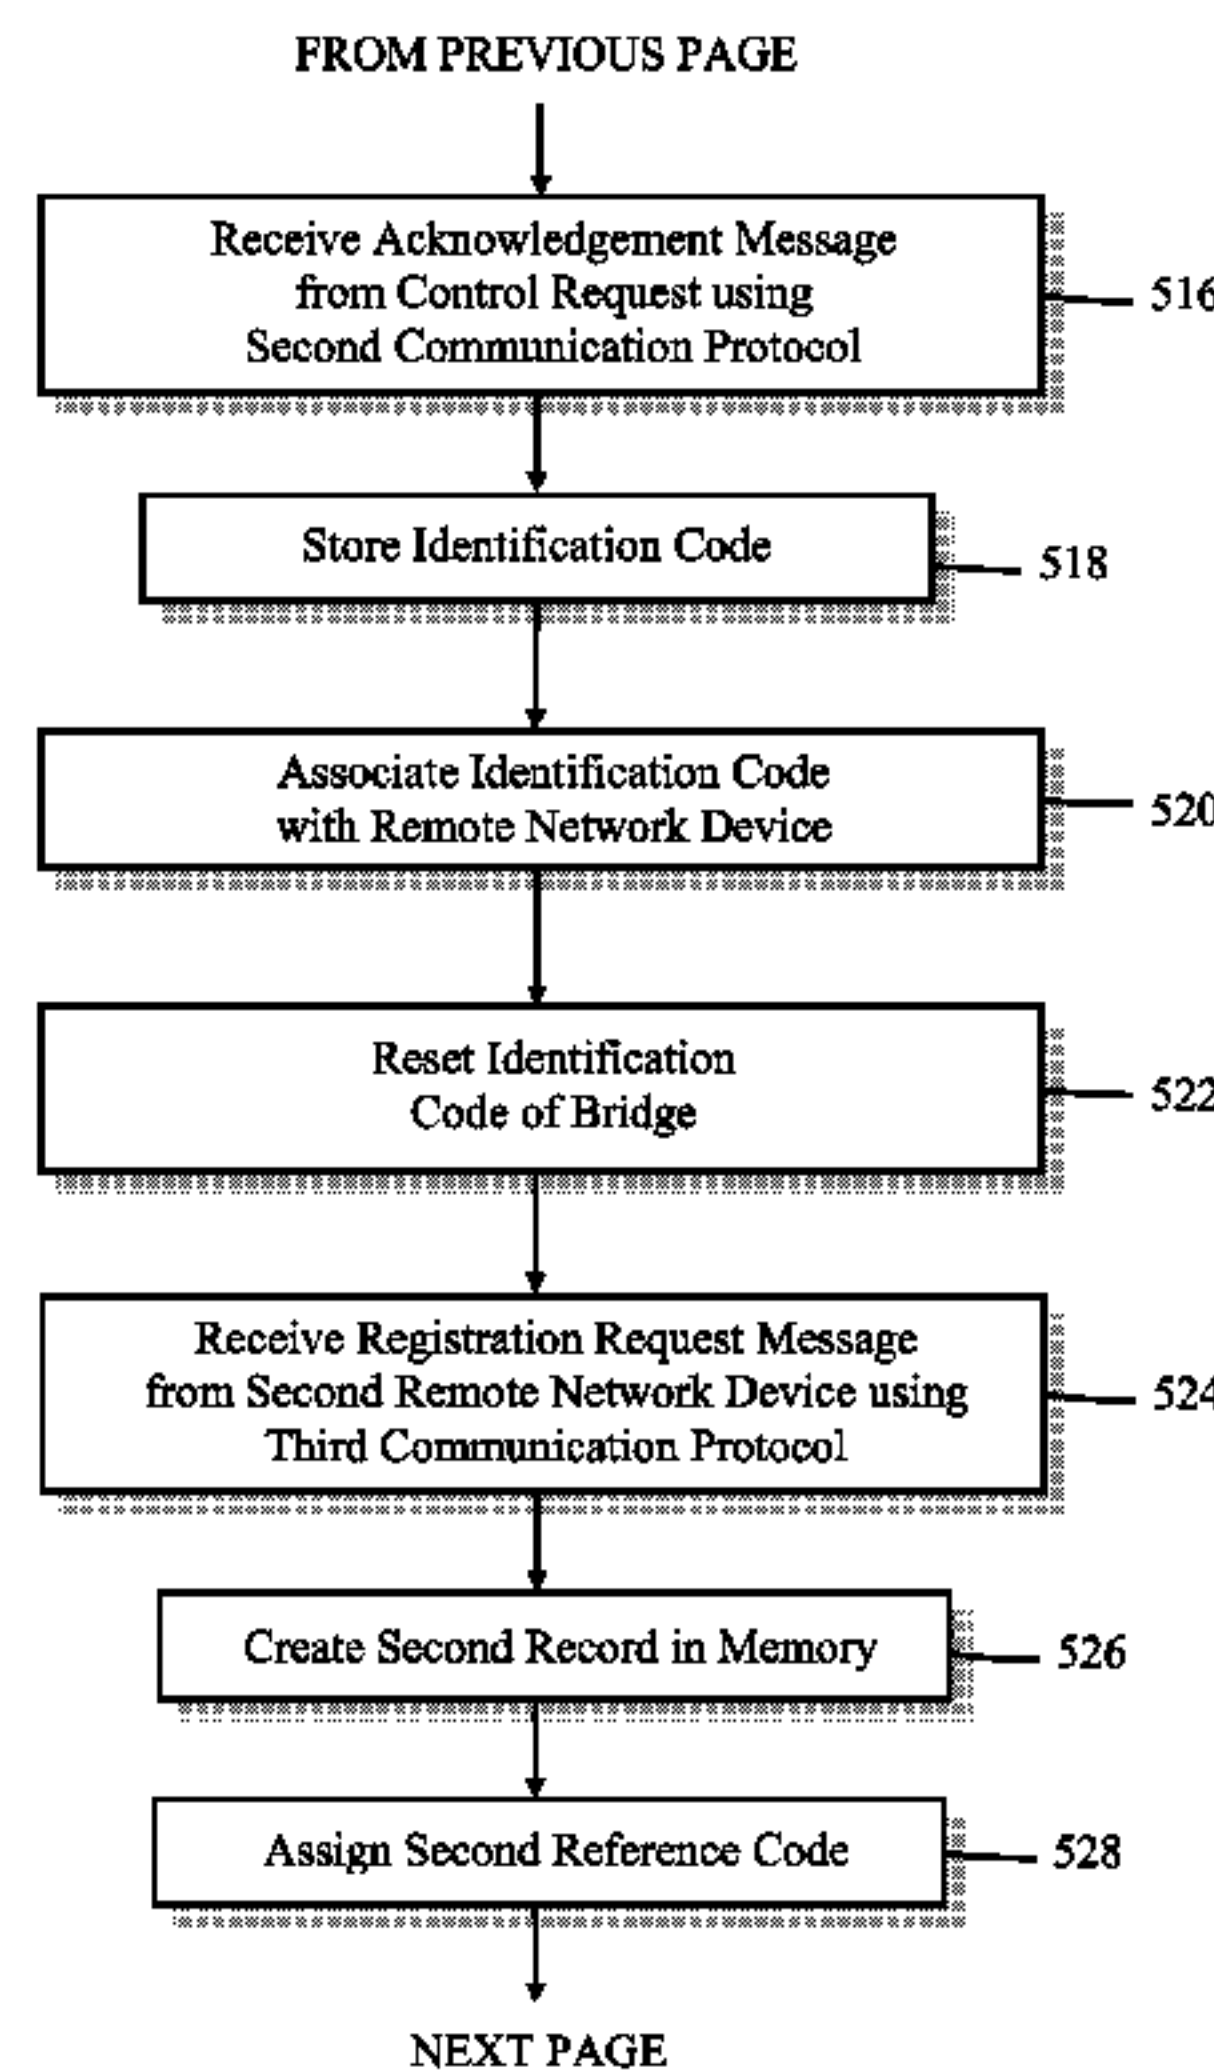 FROM PREVIOUS PAGE
Receive Acknowledgement Message
from Control Request using
Second Communication Protocol
516
Store Identification Code
518
Associate Identification Code
with Remote Network Device
520
Reset Identification
Code of Bridge
522
Receive Registration Request Message
from Second Remote Network Device using
Third Communication Protocol
524
Create Second Record in Memory
526
Assign Second Reference Code
528
NEXT PAGE